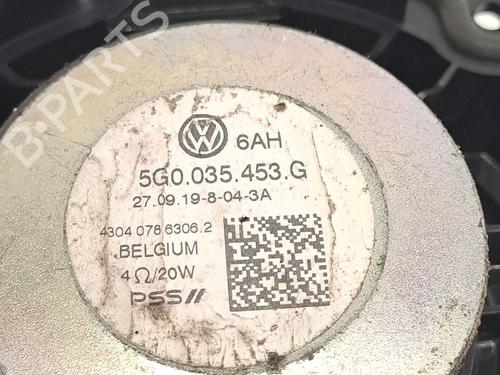 B-PARTS
VW 6AH
5G0.035.453.G
27.09.19-8-04-3A
4304 078 6306.2
BELGIUM
4Ω/20W
PSS//